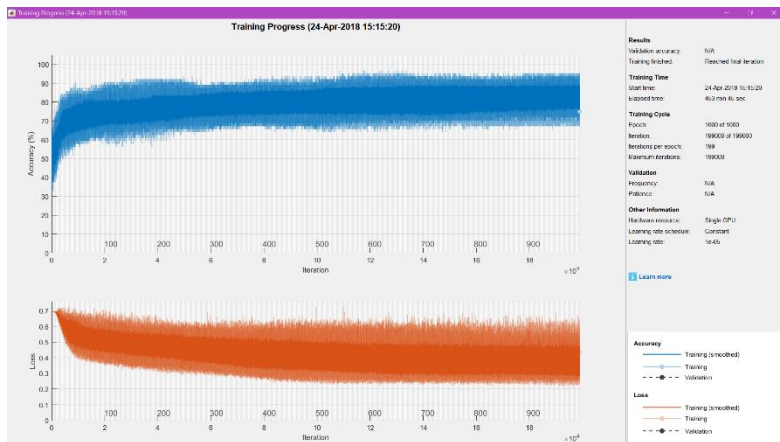 Training Progress (24-Apr-2018 15:15:20)
Training Progress (24-Apr-2018 15:15:20)
100
90
80
70
60
50
40
30
20
10
0
Accuracy (%)
100 200 300 400 500 600 700 800 900
0 2 4 6 8 10 12 14 16 18
Iteration
×10⁴
0.7
0.6
0.5
0.4
0.3
0.2
0.1
0
Loss
100 200 300 400 500 600 700 800 900
0 2 4 6 8 10 12 14 16 18
Iteration
×10⁴
Results
Validation accuracy: N/A
Training finished: Reached final iteration
Training Time
Start time: 24-Apr-2018 15:15:20
Elapsed time: min sec
Training Cycle
Epoch: 1000 of 1000
Iteration: 199000 of 199000
Iterations per epoch: 199
Maximum iterations: 199000
Validation
Frequency: N/A
Patience: N/A
Other Information
Hardware resource: Single GPU
Learning rate schedule: Constant
Learning rate: 1e-05
Learn more
Accuracy
Training (smoothed)
Training
Validation
Loss
Training (smoothed)
Training
Validation